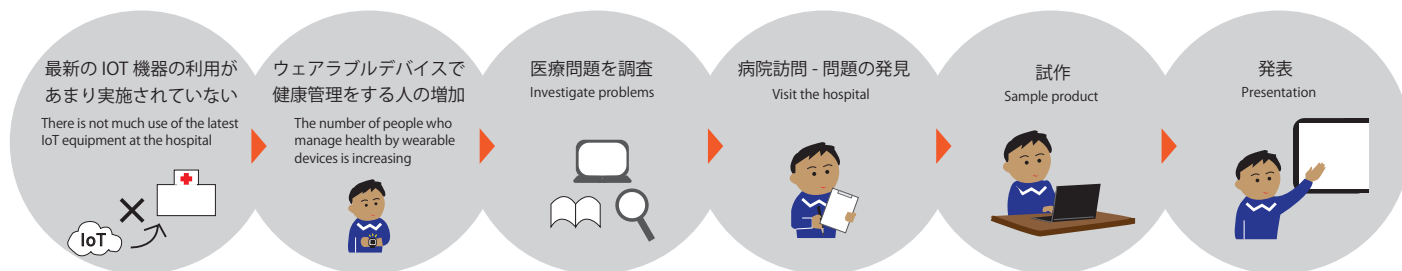 最新の IOT 機器の利用が
あまり実施されていない
There is not much use of the latest
IoT equipment at the hospital
IoT
ウェアラブルデバイスで
健康管理をする人の増加
The number of people who
manage health by wearable
devices is increasing
医療問題を調査
Investigate problems
病院訪問 - 問題の発見
Visit the hospital
試作
Sample product
発表
Presentation